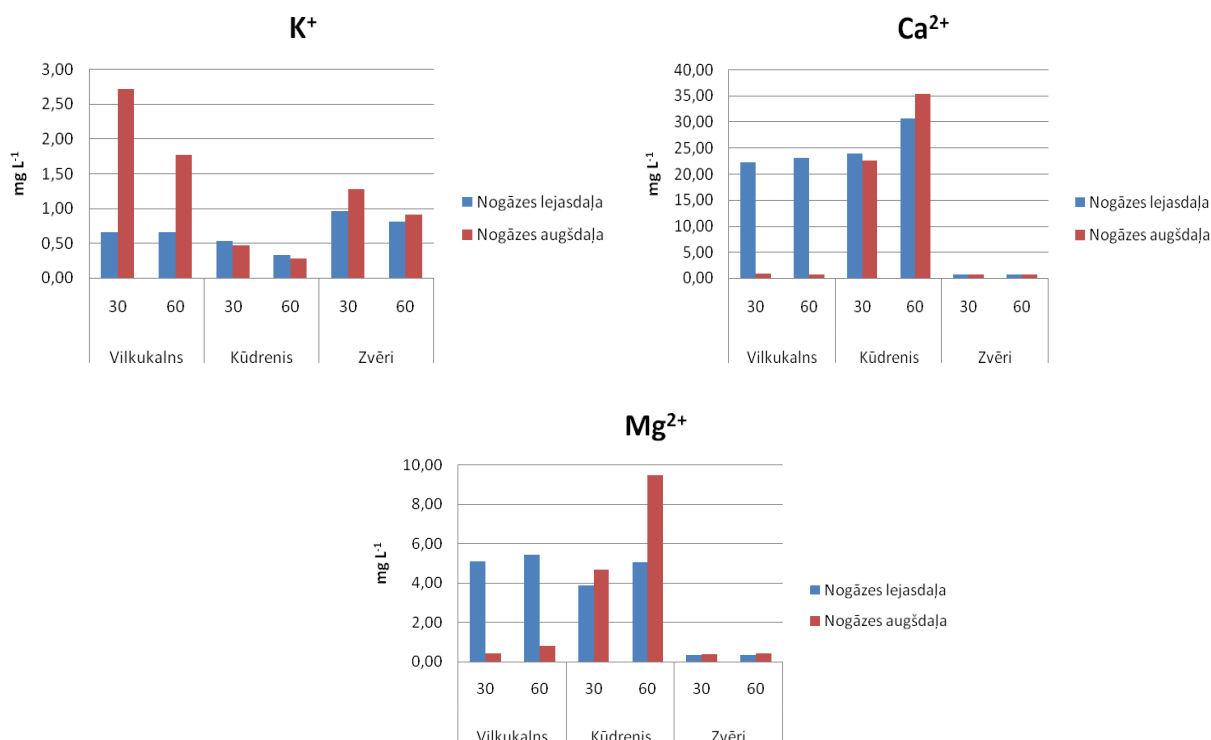 K⁺
3,00
2,50
2,00
1,50
1,00
0,50
0,00
mg L⁻¹
30 60 30 60 30 60
Vilkukalns Kūdrenis Zvēri
Nogāzes lejasdaļa
Nogāzes augšdaļa
Ca²⁺
40,00
35,00
30,00
25,00
20,00
15,00
10,00
5,00
0,00
mg L⁻¹
30 60 30 60 30 60
Vilkukalns Kūdrenis Zvēri
Nogāzes lejasdaļa
Nogāzes augšdaļa
Mg²⁺
10,00
8,00
6,00
4,00
2,00
0,00
mg L⁻¹
30 60 30 60 30 60
Vilkukalns Kūdrenis Zvēri
Nogāzes lejasdaļa
Nogāzes augšdaļa